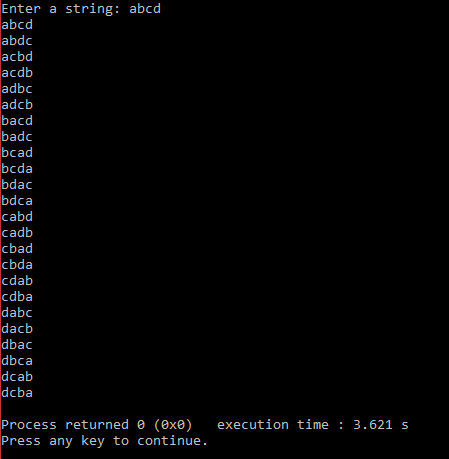 Enter a string: abcd
abcd
abdc
acbd
acdb
adbc
adcb
bacd
badc
bcad
bcda
bdac
bdca
cabd
cadb
cbad
cbda
cdab
cdba
dabc
dacb
dbac
dbca
dcab
dcba
Process returned 0 (0x0)   execution time : 3.621 s
Press any key to continue.